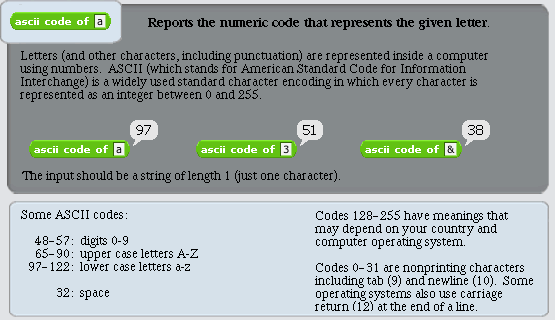 ascii code of a
Reports the numeric code that represents the given letter.
Letters (and other characters, including punctuation) are represented inside a computer
using numbers. ASCII (which stands for American Standard Code for Information
Interchange) is a widely used standard character encoding in which every character is
represented as an integer between 0 and 255.
97
51
38
ascii code of a
ascii code of 3
ascii code of &
The input should be a string of length 1 (just one character).
Some ASCII codes:
48-57: digits 0-9
65-90: upper case letters A-Z
97-122: lower case letters a-z
32: space
Codes 128-255 have meanings that
may depend on your country and
computer operating system.
Codes 0-31 are nonprinting characters
including tab (9) and newline (10). Some
operating systems also use carriage
return (12) at the end of a line.